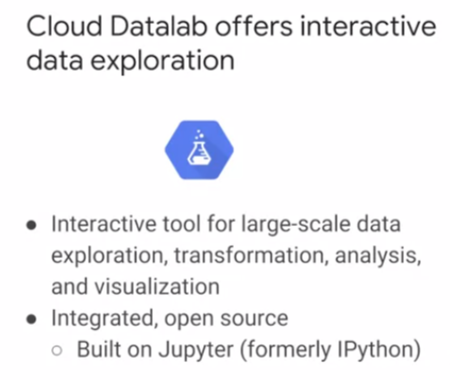 Cloud Datalab offers interactive
data exploration
● Interactive tool for large-scale data
exploration, transformation, analysis,
and visualization
● Integrated, open source
○ Built on Jupyter (formerly IPython)